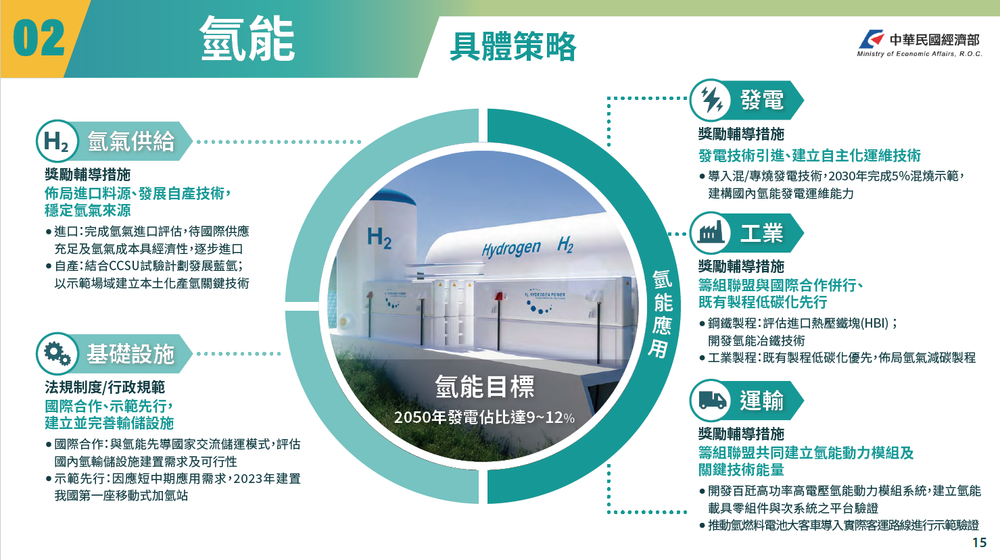 02
氫能
具體策略
中華民國經濟部
Ministry of Economic Affairs, R.O.C.
H2
氫氣供給
獎勵輔導措施
佈局進口料源、發展自產技術，
穩定氫氣來源
●進口：完成氫氣進口評估，待國際供應
充足及氫氣成本具經濟性，逐步進口
●自產：結合CCSU試驗計劃發展藍氫；
以示範場域建立本土化產氫關鍵技術
基礎設施
法規制度/行政規範
國際合作、示範先行，
建立並完善輸儲設施
●國際合作：與氫能先導國家交流儲運模式，評估
國內氫輸儲設施建置需求及可行性
●示範先行：因應短中期應用需求，2023年建置
我國第一座移動式加氫站
H2
Hydrogen H2
H2 HYDROGEN POWER
H2 HYDROGEN POWER
氫能目標
2050年發電佔比達9~12%
氫能應用
發電
獎勵輔導措施
發電技術引進、建立自主化運維技術
●導入混/專燒發電技術，2030年完成5%混燒示範，
建構國內氫能發電運維能力
工業
獎勵輔導措施
籌組聯盟與國際合作併行、
既有製程低碳化先行
●鋼鐵製程：評估進口熱壓鐵塊(HBI)；
開發氫能冶鐵技術
●工業製程：既有製程低碳化優先，佈局氫氣減碳製程
運輸
獎勵輔導措施
籌組聯盟共同建立氫能動力模組及
關鍵技術能量
●開發百瓩高功率高電壓氫能動力模組系統，建立氫能
載具零組件與次系統之平台驗證
●推動氫燃料電池大客車導入實際客運路線進行示範驗證
15